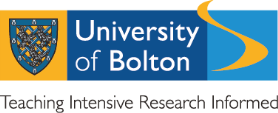 University
of Bolton
Teaching Intensive Research Informed